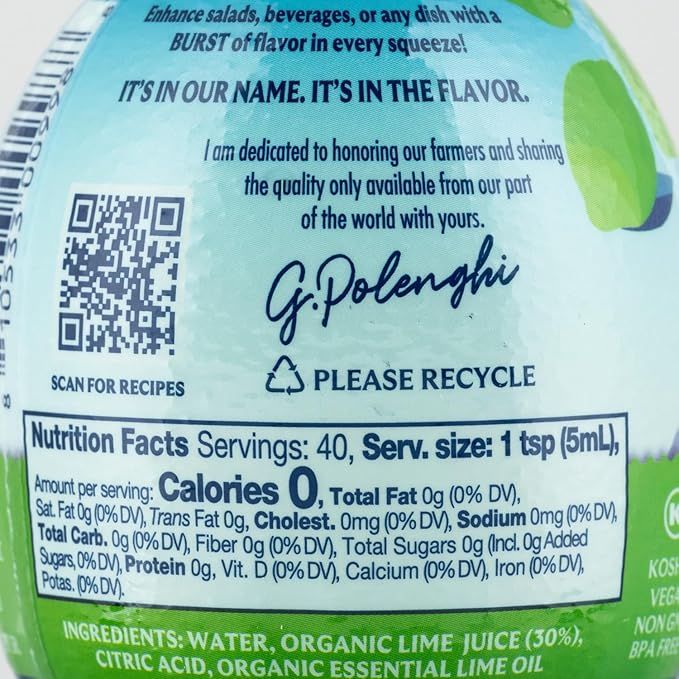 Enhance salads, beverages, or any dish with a
BURST of flavor in every squeeze!
IT'S IN OUR NAME. IT'S IN THE FLAVOR.
I am dedicated to honoring our farmers and sharing
the quality only available from our part
of the world with yours.
G. Polenghi
SCAN FOR RECIPES
PLEASE RECYCLE
Nutrition Facts Servings: 40, Serv. size: 1 tsp (5mL),
Amount per serving: Calories 0, Total Fat 0g (0% DV),
Sat. Fat 0g (0% DV), Trans Fat 0g, Cholest. 0mg (0% DV), Sodium 0mg (0% DV),
Total Carb. 0g (0% DV), Fiber 0g (0% DV), Total Sugars 0g (Incl. 0g Added
Sugars, 0% DV), Protein 0g, Vit. D (0% DV), Calcium (0% DV), Iron (0% DV),
Potas. (0% DV).
INGREDIENTS: WATER, ORGANIC LIME JUICE (30%),
CITRIC ACID, ORGANIC ESSENTIAL LIME OIL
K
KOSH
VEGA
NON GM
BPA FREE